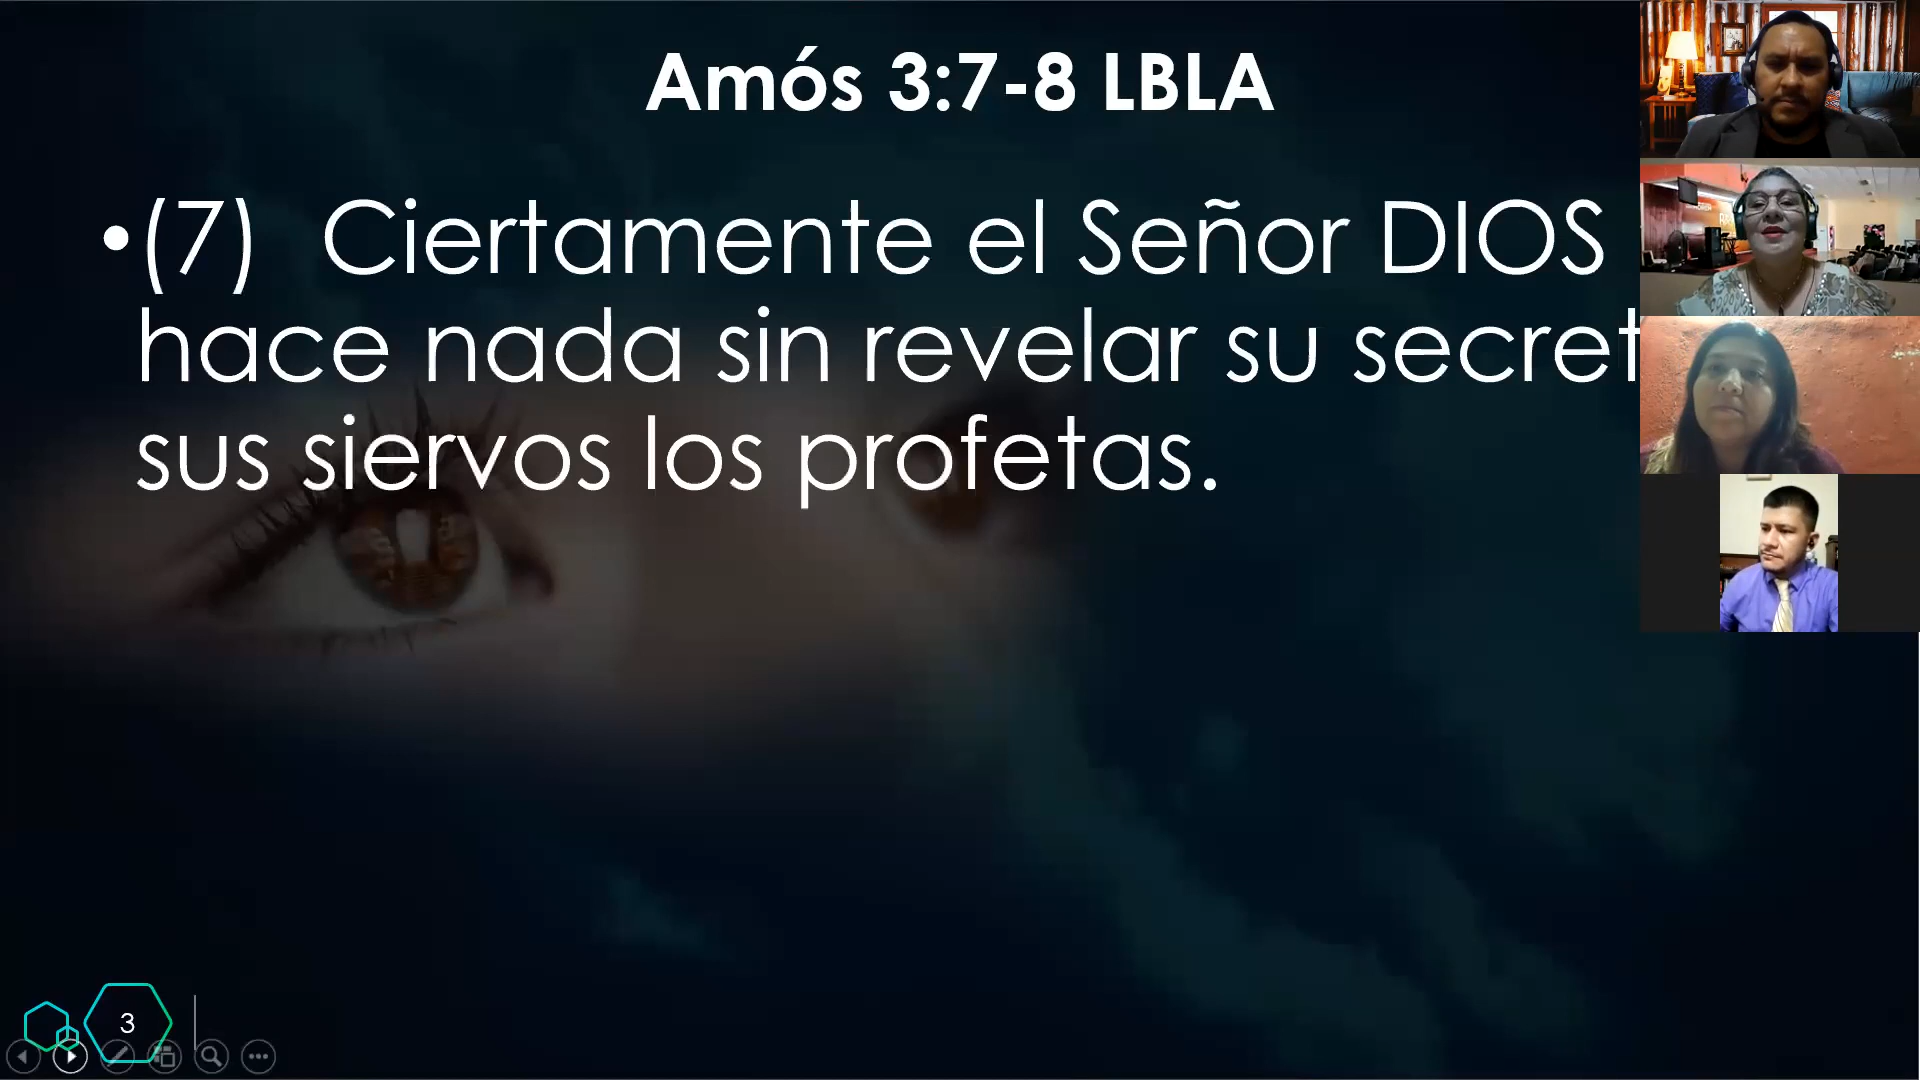 Amós 3:7-8 LBLA
•(7) Ciertamente el Señor DIOS
hace nada sin revelar su secret
sus siervos los profetas.
3